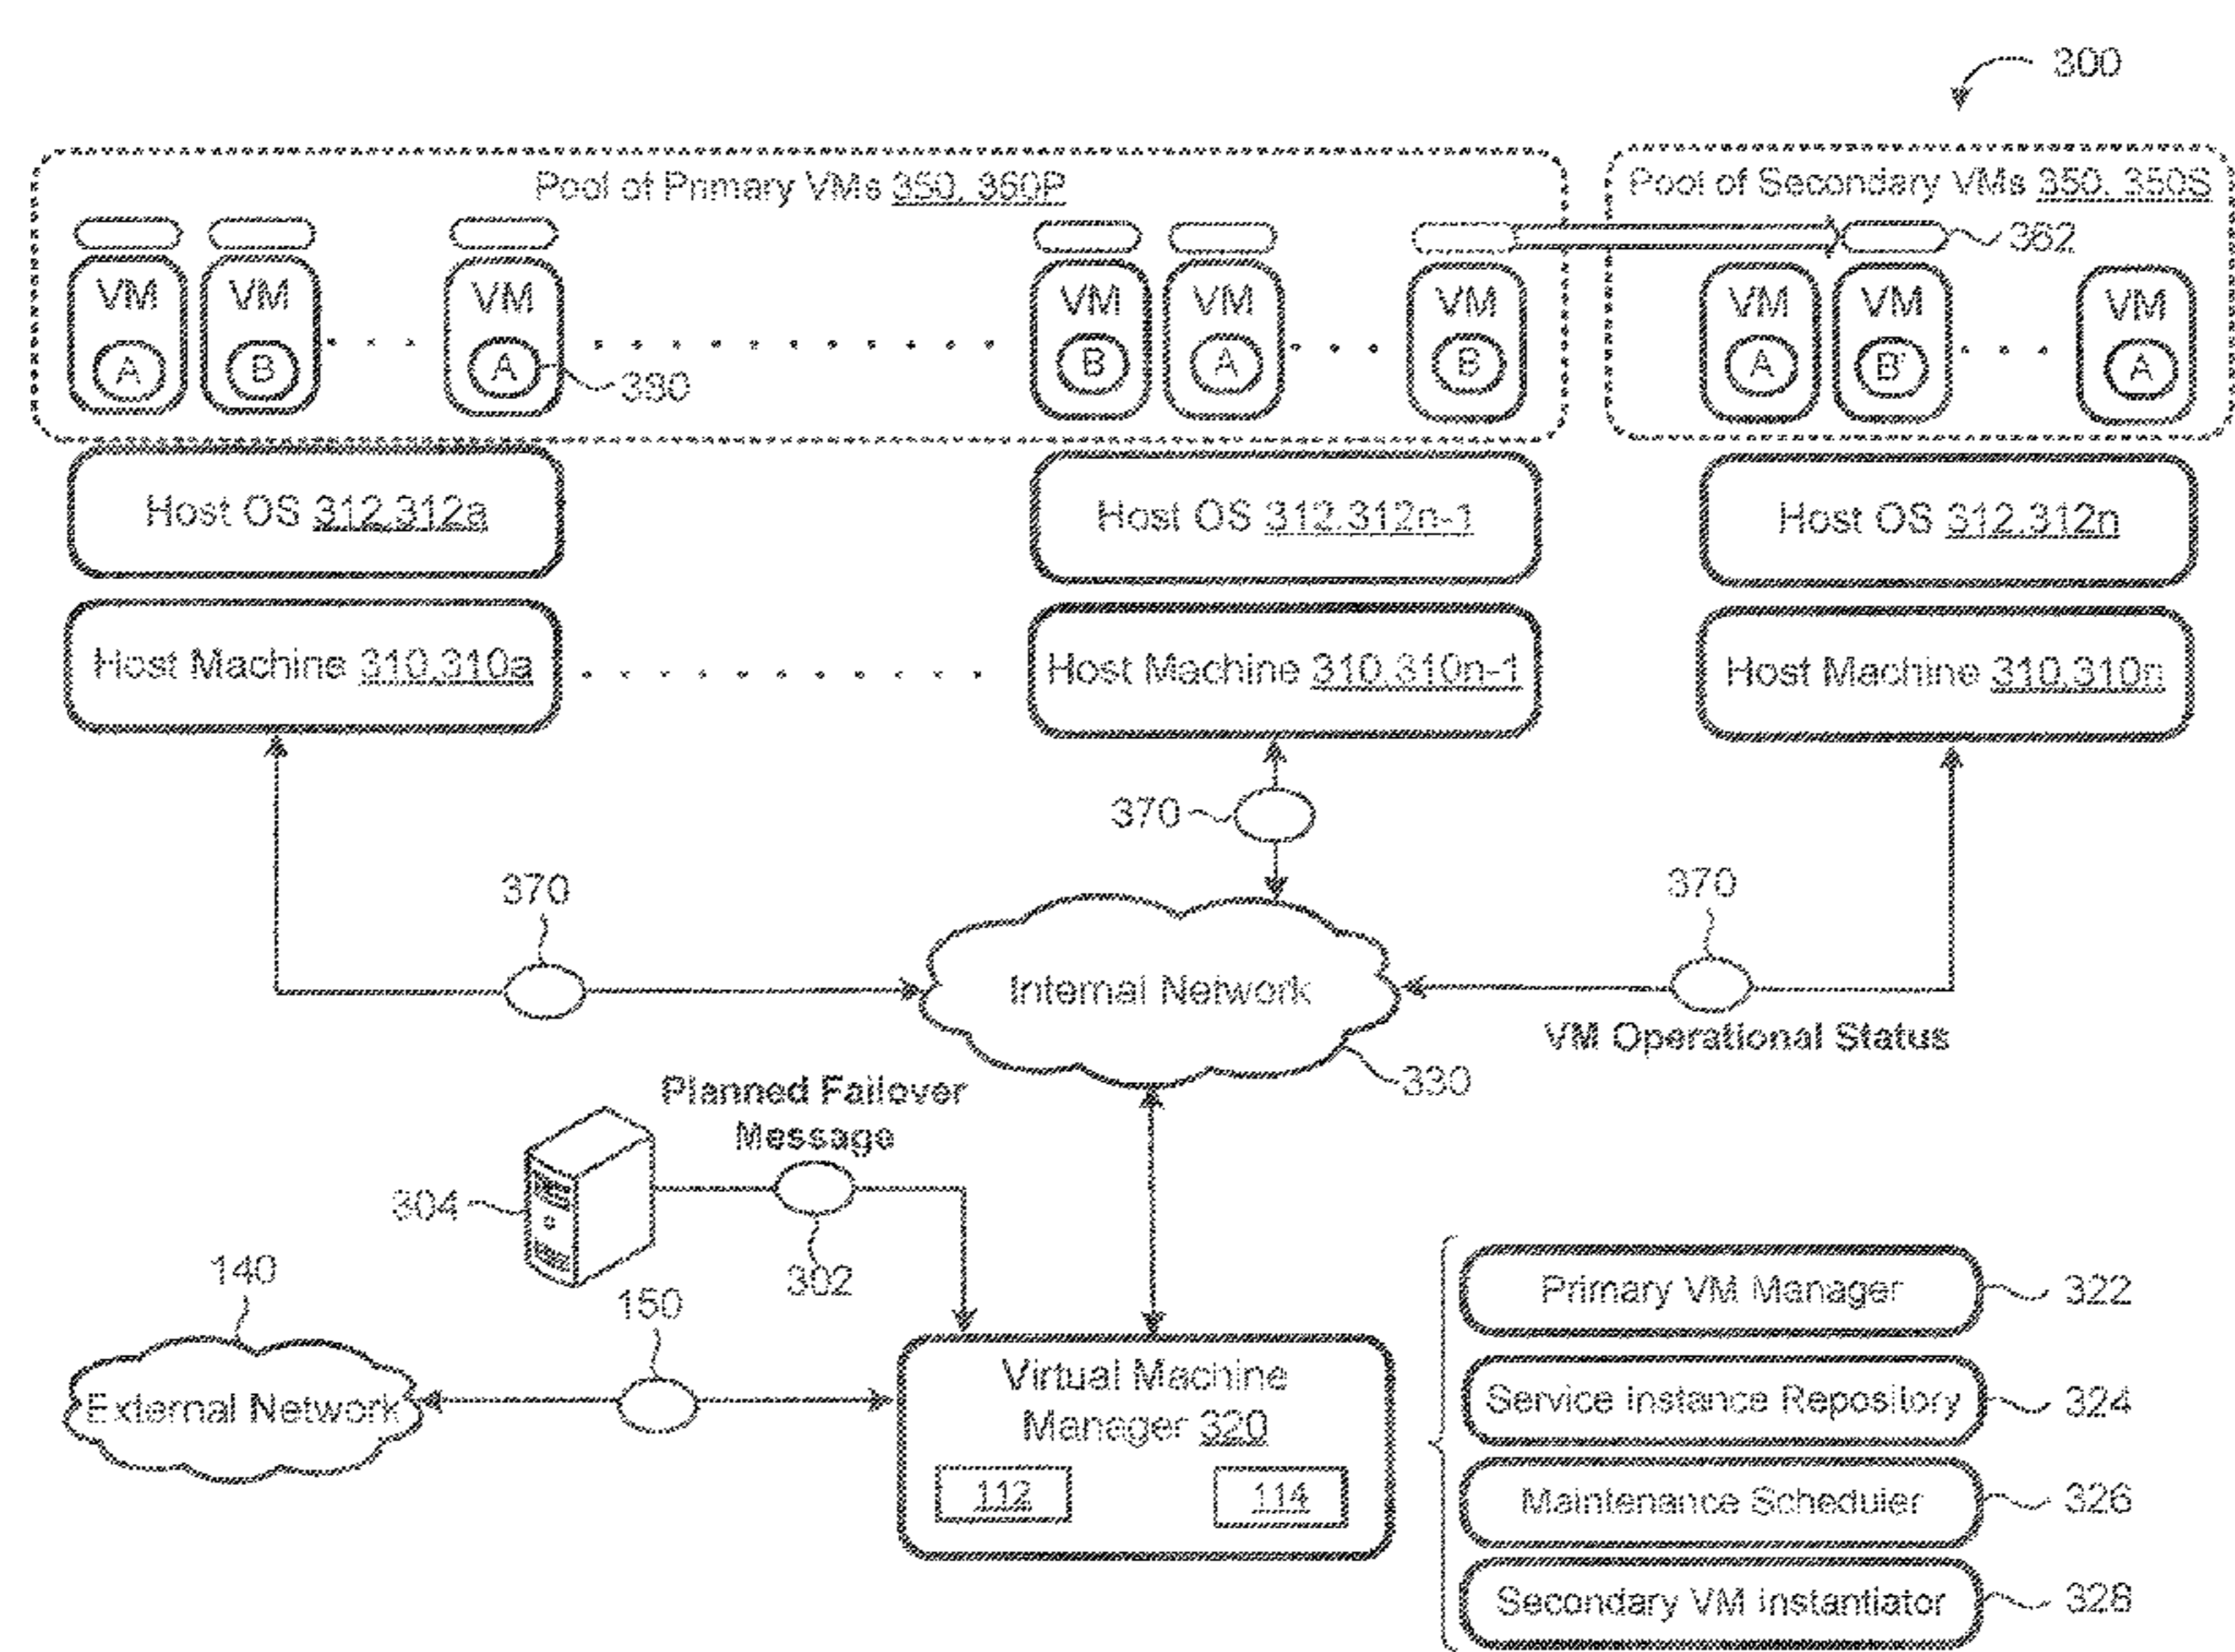 300
Pool of Primary VMs 350, 350P
Pool of Secondary VMs 350, 350S
362
VM VM VM VM VM VM VM VM VM
A B A B A B A B' A
Host OS 312,312a
Host OS 312,312n-1
Host OS 312,312n
Host Machine 310,310a
Host Machine 310,310n-1
Host Machine 310,310n
370
370
370
Internal Network
VM Operational Status
330
Planned Failover
Message
304
302
140
150
External Network
Virtual Machine
Manager 320
112
114
Primary VM Manager
322
Service Instance Repository
324
Maintenance Scheduler
326
Secondary VM Instantiator
328